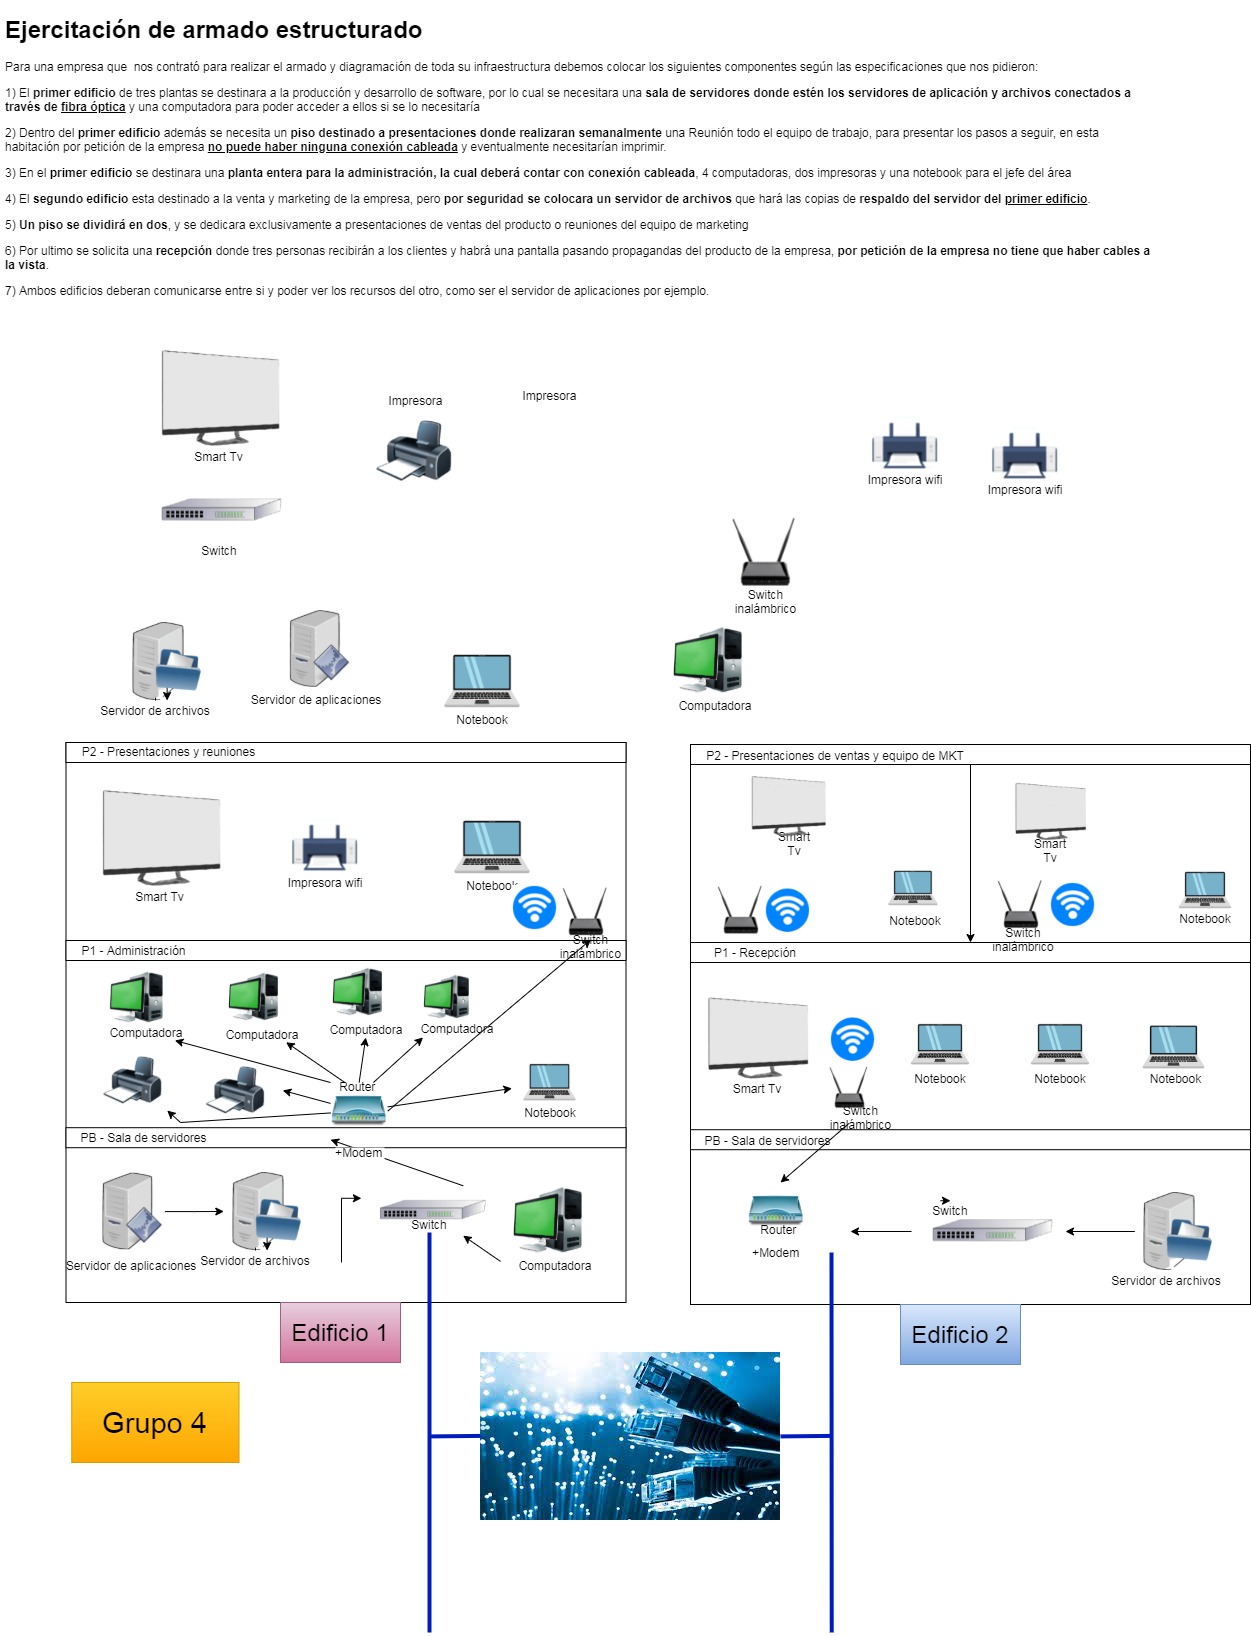 Ejercitación de armado estructurado
Para una empresa que  nos contrató para realizar el armado y diagramación de toda su infraestructura debemos colocar los siguientes componentes según las especificaciones que nos pidieron:
1) El primer edificio de tres plantas se destinara a la producción y desarrollo de software, por lo cual se necesitara una sala de servidores donde estén los servidores de aplicación y archivos conectados a
través de fibra óptica y una computadora para poder acceder a ellos si se lo necesitaría
2) Dentro del primer edificio además se necesita un piso destinado a presentaciones donde realizaran semanalmente una Reunión todo el equipo de trabajo, para presentar los pasos a seguir, en esta
habitación por petición de la empresa no puede haber ninguna conexión cableada y eventualmente necesitarían imprimir.
3) En el primer edificio se destinara una planta entera para la administración, la cual deberá contar con conexión cableada, 4 computadoras, dos impresoras y una notebook para el jefe del área
4) El segundo edificio esta destinado a la venta y marketing de la empresa, pero por seguridad se colocara un servidor de archivos que hará las copias de respaldo del servidor del primer edificio.
5) Un piso se dividirá en dos, y se dedicara exclusivamente a presentaciones de ventas del producto o reuniones del equipo de marketing
6) Por ultimo se solicita una recepción donde tres personas recibirán a los clientes y habrá una pantalla pasando propagandas del producto de la empresa, por petición de la empresa no tiene que haber cables a
la vista.
7) Ambos edificios deberan comunicarse entre si y poder ver los recursos del otro, como ser el servidor de aplicaciones por ejemplo.
Impresora
Impresora
Smart Tv
Impresora wifi
Impresora wifi
Switch
Switch
inalámbrico
Servidor de archivos
Servidor de aplicaciones
Notebook
Computadora
P2 - Presentaciones y reuniones
Smart Tv
Impresora wifi
Notebook
Switch
inalámbrico
P1 - Administración
Computadora
Computadora
Computadora
Computadora
Router
Notebook
PB - Sala de servidores
+Modem
Switch
Servidor de aplicaciones
Servidor de archivos
Computadora
Edificio 1
P2 - Presentaciones de ventas y equipo de MKT
Smart
Tv
Smart
Tv
Notebook
Notebook
Switch
inalámbrico
P1 - Recepción
Smart Tv
Notebook
Notebook
Notebook
Switch
inalámbrico
PB - Sala de servidores
Switch
Router
+Modem
Servidor de archivos
Edificio 2
Grupo 4